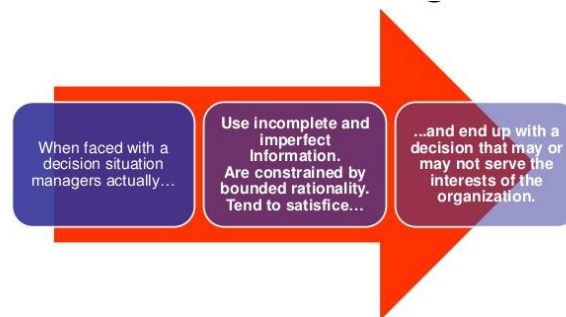 When faced with a
decision situation
managers actually…
Use incomplete and
imperfect
Information.
Are constrained by
bounded rationality.
Tend to satisfice…
...and end up with a
decision that may or
may not serve the
interests of the
organization.